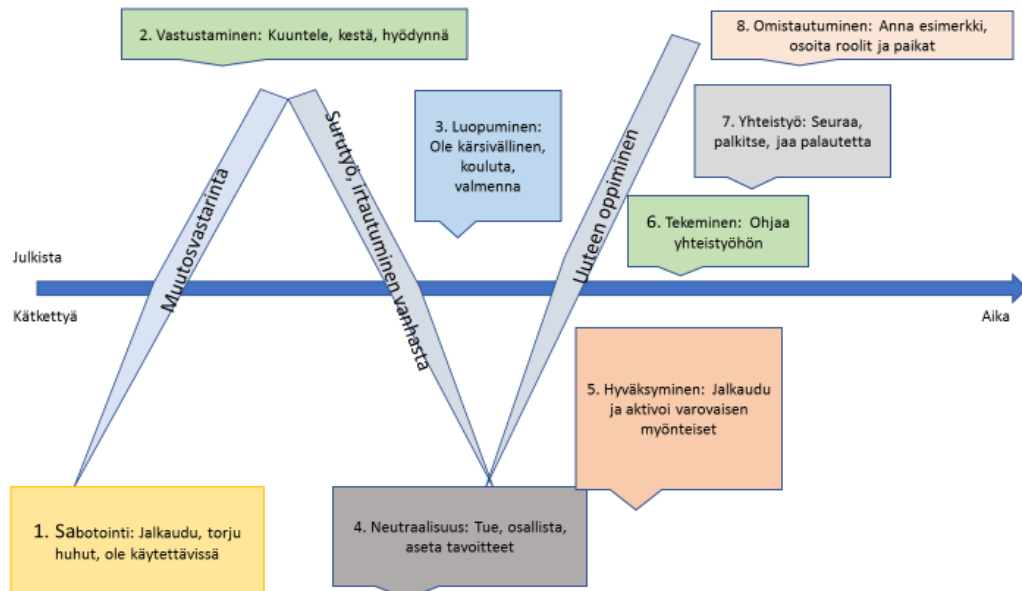 2. Vastustaminen: Kuuntele, kestä, hyödynnä
8. Omistautuminen: Anna esimerkki,
osoita roolit ja paikat
3. Luopuminen:
Ole kärsivällinen,
kouluta,
valmenna
7. Yhteistyö: Seuraa,
palkitse, jaa palautetta
Muutosvastarinta
Surutyö, irtautuminen vanhasta
Uuteen oppiminen
6. Tekeminen: Ohjaa
yhteistyöhön
Julkista
Kätkettyä
Aika
5. Hyväksyminen: Jalkaudu
ja aktivoi varovaisen
myönteiset
1. Sabotointi: Jalkaudu, torju
huhut, ole käytettävissä
4. Neutraalisuus: Tue, osallista,
aseta tavoitteet